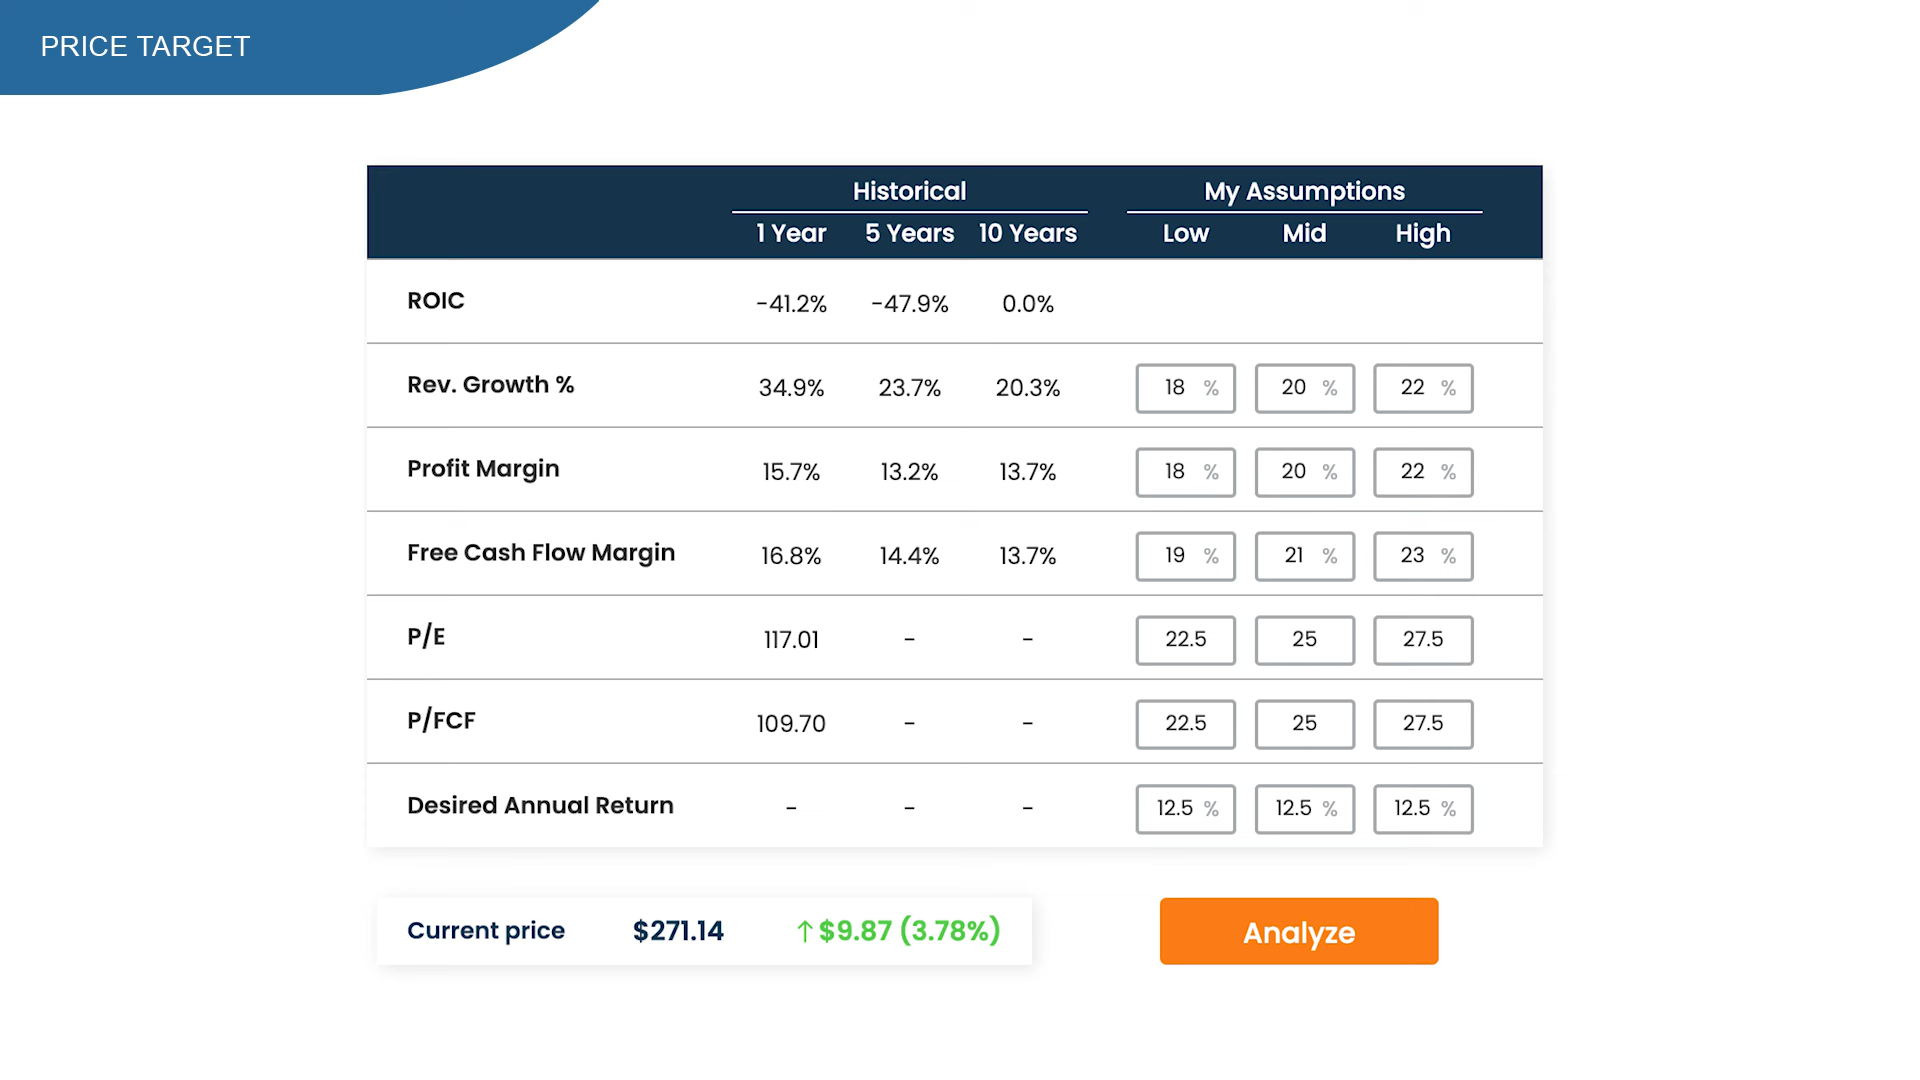 PRICE TARGET
Historical My Assumptions
1 Year 5 Years 10 Years Low Mid High
ROIC -41.2% -47.9% 0.0%
Rev. Growth % 34.9% 23.7% 20.3% 18 % 20 % 22 %
Profit Margin 15.7% 13.2% 13.7% 18 % 20 % 22 %
Free Cash Flow Margin 16.8% 14.4% 13.7% 19 % 21 % 23 %
P/E 117.01 - - 22.5 25 27.5
P/FCF 109.70 - - 22.5 25 27.5
Desired Annual Return - - - 12.5 % 12.5 % 12.5 %
Current price $271.14 ↑$9.87 (3.78%) Analyze